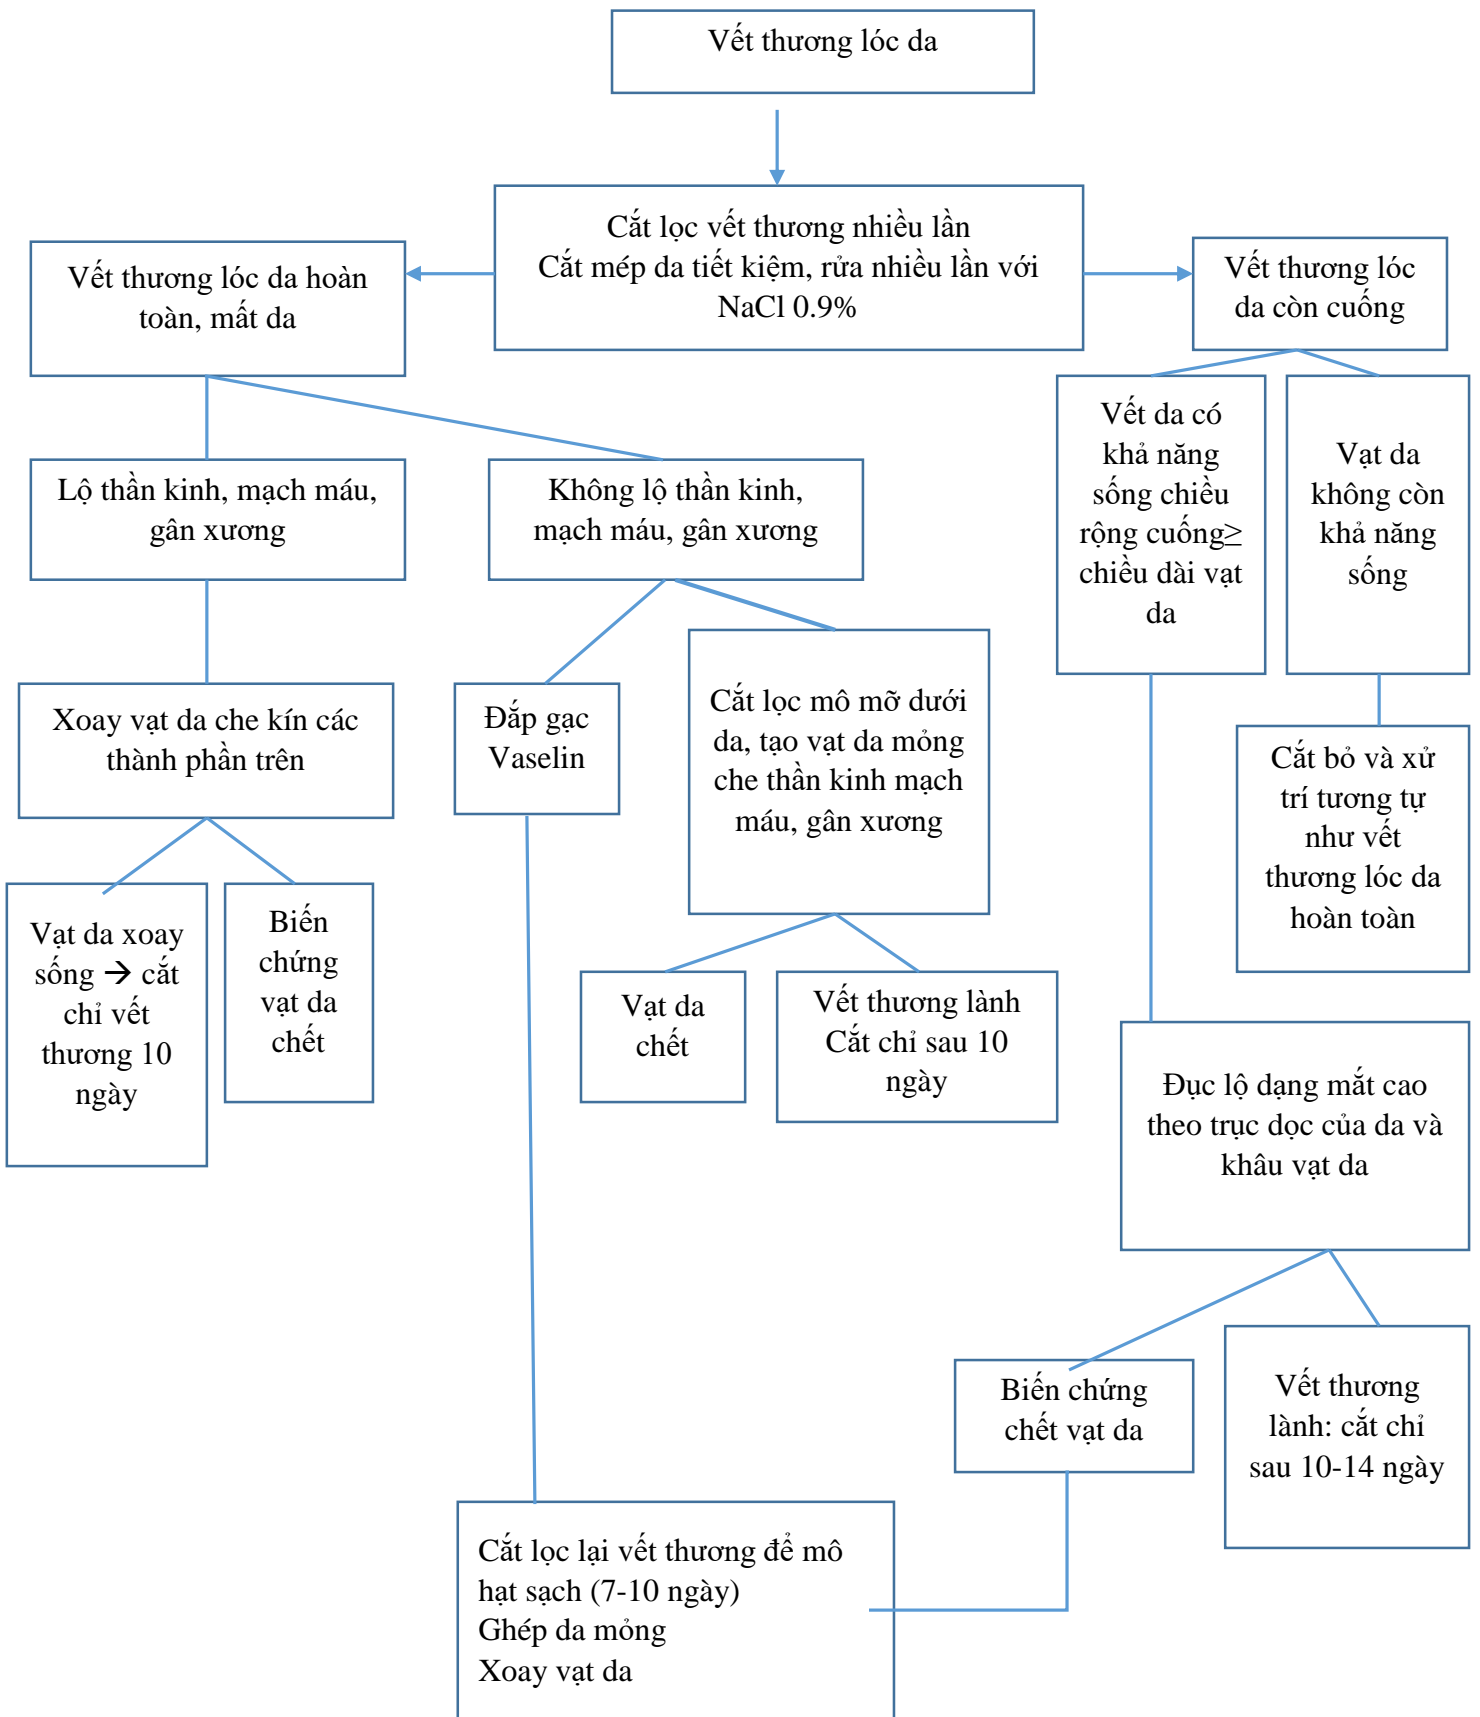 Vết thương lóc da
Cắt lọc vết thương nhiều lần
Cắt mép da tiết kiệm, rửa nhiều lần với
NaCl 0.9%
Vết thương lóc da hoàn
toàn, mất da
Vết thương lóc
da còn cuống
Lộ thần kinh, mạch máu,
gân xương
Không lộ thần kinh,
mạch máu, gân xương
Vết da có
khả năng
sống chiều
rộng cuống≥
chiều dài vạt
da
Vạt da
không còn
khả năng
sống
Xoay vạt da che kín các
thành phần trên
Đắp gạc
Vaselin
Cắt lọc mô mỡ dưới
da, tạo vạt da mỏng
che thần kinh mạch
máu, gân xương
Cắt bỏ và xử
trí tương tự
như vết
thương lóc da
hoàn toàn
Vạt da xoay
sống → cắt
chỉ vết
thương 10
ngày
Biến
chứng
vạt da
chết
Vạt da
chết
Vết thương lành
Cắt chỉ sau 10
ngày
Đục lộ dạng mắt cao
theo trục dọc của da và
khâu vạt da
Biến chứng
chết vạt da
Vết thương
lành: cắt chỉ
sau 10-14 ngày
Cắt lọc lại vết thương để mô
hạt sạch (7-10 ngày)
Ghép da mỏng
Xoay vạt da